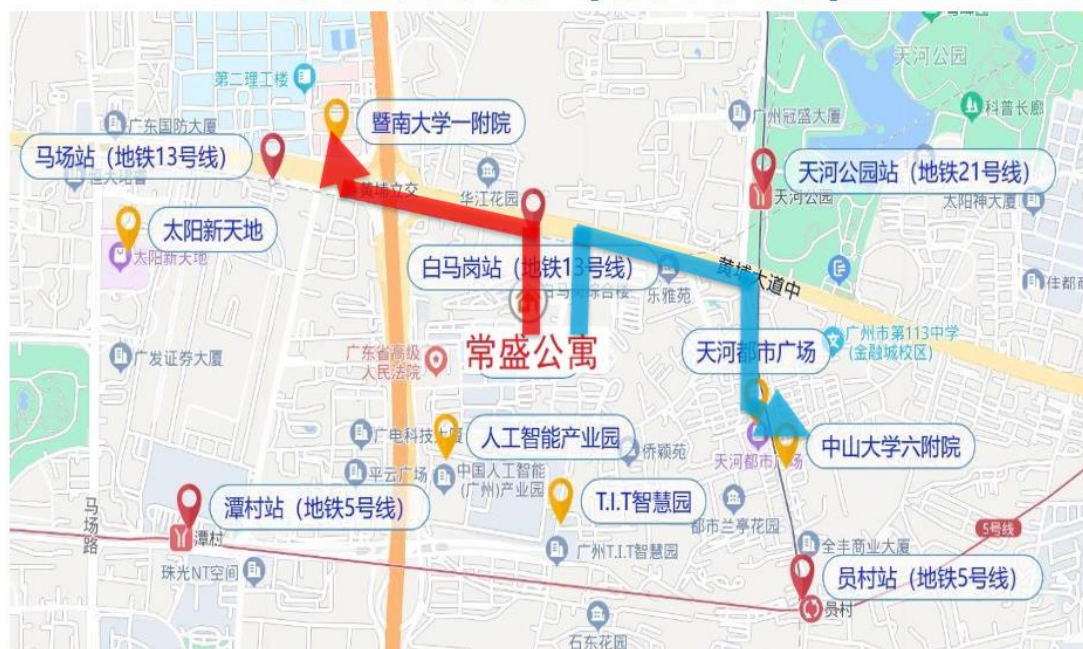 天河公园
第二理工楼
科普长廊
暨南大学一附院
广州冠盛大厦
广东国防大厦
马场站（地铁13号线）
天河公园站（地铁21号线）
黄埔立交
华江花园
天河公园
太阳神大厦
太阳新天地
太阳新天地
白马岗站（地铁13号线）
黄埔大道中
乐雅苑
佳都商
广发证券大厦
广东省高级
人民法院
常盛公寓
天河都市广场
广州市第113中学
(金融城校区)
广电科技大厦
人工智能产业园
侨颖苑
中山大学六附院
天河都市广场
平云广场
中国人工智能
(广州)产业园
马场路
潭村站（地铁5号线）
T.I.T智慧园
都市兰亭花园
潭村
5号线
广州T.I.T智慧园
全丰商业大厦
珠光NT空间
员村站（地铁5号线）
员村
石东花园